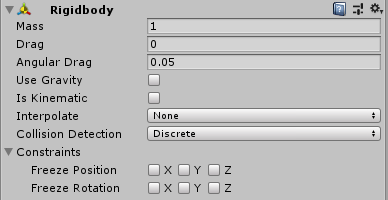 Rigidbody
Mass 1
Drag 0
Angular Drag 0.05
Use Gravity
Is Kinematic
Interpolate None
Collision Detection Discrete
Constraints
Freeze Position X Y Z
Freeze Rotation X Y Z